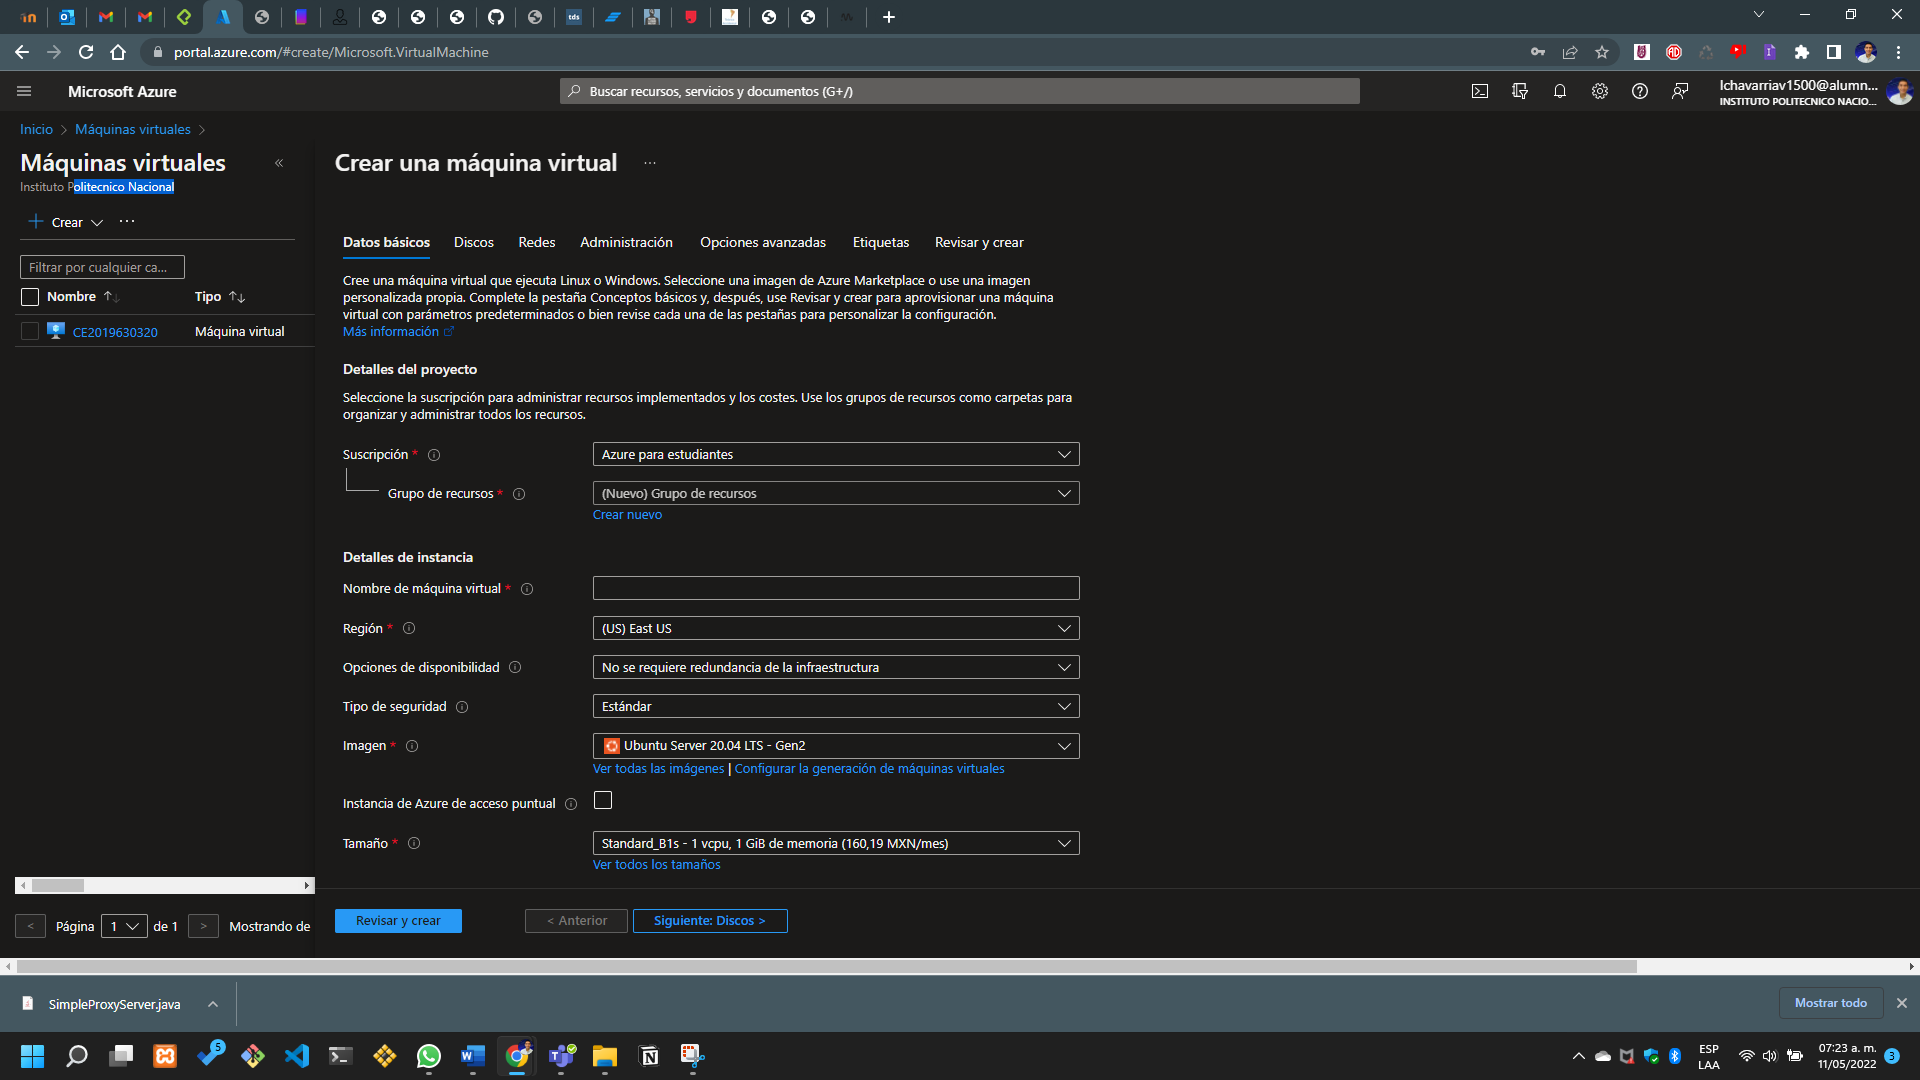 portal.azure.com/#create/Microsoft.VirtualMachine
Microsoft Azure
Buscar recursos, servicios y documentos (G+/)
lchavarriav1500@alumn...
INSTITUTO POLITECNICO NACIO...
Inicio > Máquinas virtuales >
Máquinas virtuales
«
Instituto Politecnico Nacional
+ Crear ...
Filtrar por cualquier ca...
Nombre ↑↓ Tipo ↑↓
CE2019630320 Máquina virtual
< Página 1 de 1 > Mostrando de
Crear una máquina virtual ...
Datos básicos Discos Redes Administración Opciones avanzadas Etiquetas Revisar y crear
Cree una máquina virtual que ejecuta Linux o Windows. Seleccione una imagen de Azure Marketplace o use una imagen
personalizada propia. Complete la pestaña Conceptos básicos y, después, use Revisar y crear para aprovisionar una máquina
virtual con parámetros predeterminados o bien revise cada una de las pestañas para personalizar la configuración.
Más información
Detalles del proyecto
Seleccione la suscripción para administrar recursos implementados y los costes. Use los grupos de recursos como carpetas para
organizar y administrar todos los recursos.
Suscripción * Azure para estudiantes
Grupo de recursos * (Nuevo) Grupo de recursos
Crear nuevo
Detalles de instancia
Nombre de máquina virtual *
Región * (US) East US
Opciones de disponibilidad No se requiere redundancia de la infraestructura
Tipo de seguridad Estándar
Imagen * Ubuntu Server 20.04 LTS - Gen2
Ver todas las imágenes | Configurar la generación de máquinas virtuales
Instancia de Azure de acceso puntual
Tamaño * Standard_B1s - 1 vcpu, 1 GiB de memoria (160,19 MXN/mes)
Ver todos los tamaños
Revisar y crear < Anterior Siguiente: Discos >
SimpleProxyServer.java
Mostrar todo
5
ESP
LAA
07:23 a. m.
11/05/2022
3